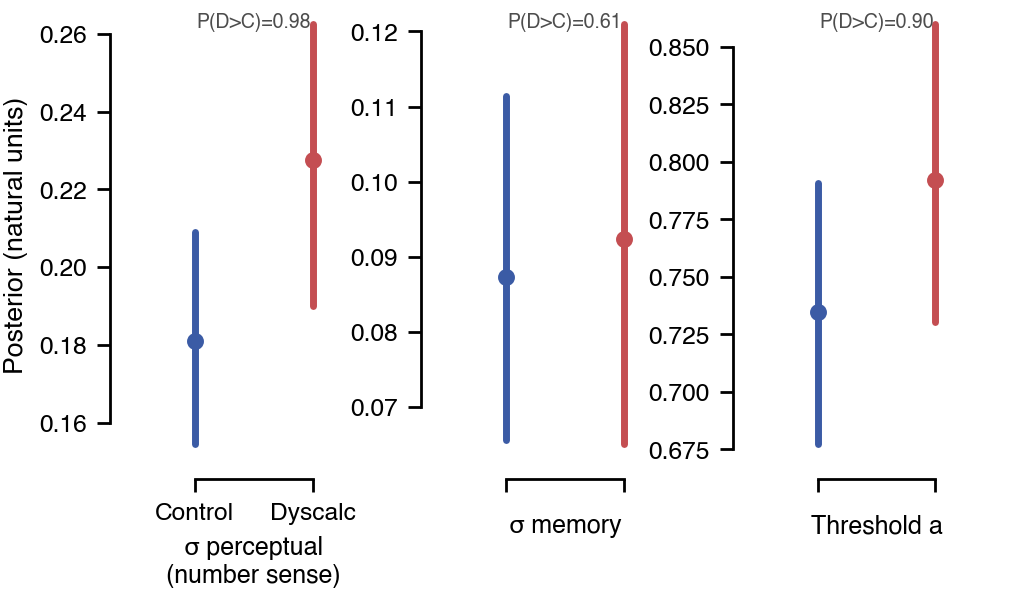 P(D>C)=0.98
P(D>C)=0.61
P(D>C)=0.90
Posterior (natural units)
0.26
0.24
0.22
0.20
0.18
0.16
0.12
0.11
0.10
0.09
0.08
0.07
0.850
0.825
0.800
0.775
0.750
0.725
0.700
0.675
Control Dyscalc
σ perceptual
(number sense)
σ memory
Threshold a